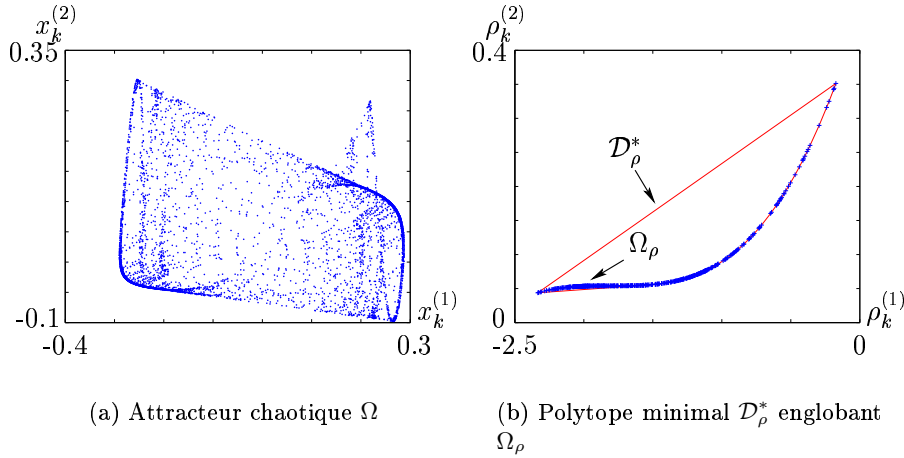 x_k^{(2)}
0.35
-0.1
-0.4
0.3
x_k^{(1)}
(a) Attracteur chaotique Ω
ρ_k^{(2)}
0.4
𝒟_ρ^*
Ω_ρ
0
-2.5
0
ρ_k^{(1)}
(b) Polytope minimal 𝒟_ρ^* englobant
Ω_ρ